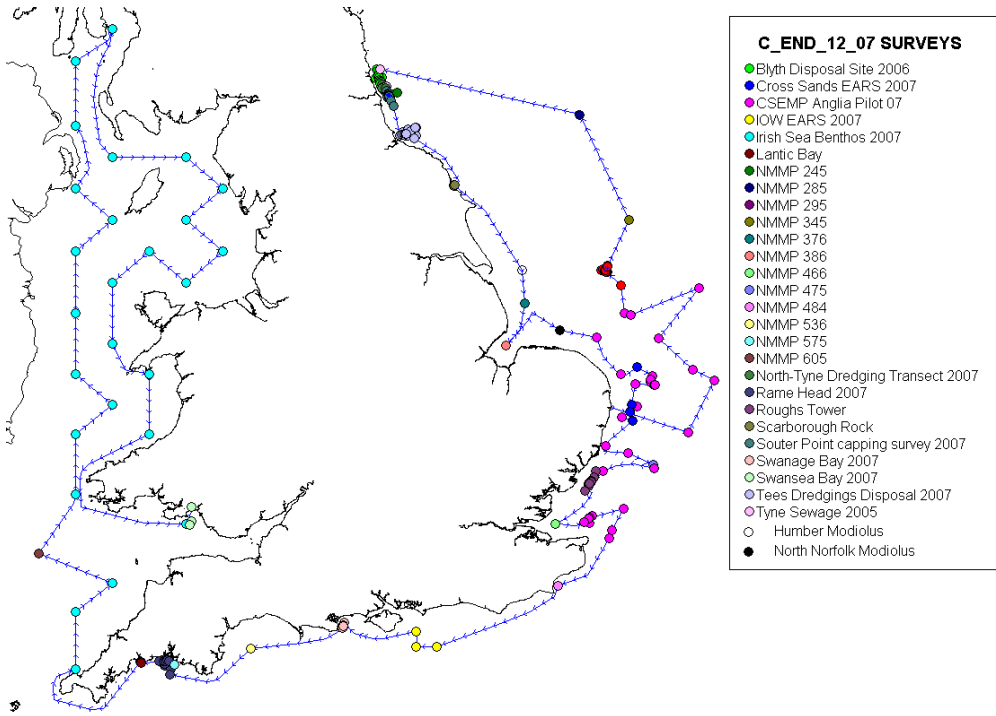 C_END_12_07 SURVEYS
Blyth Disposal Site 2006
Cross Sands EARS 2007
CSEMP Anglia Pilot 07
IOW EARS 2007
Irish Sea Benthos 2007
Lantic Bay
NMMP 245
NMMP 285
NMMP 295
NMMP 345
NMMP 376
NMMP 386
NMMP 466
NMMP 475
NMMP 484
NMMP 536
NMMP 575
NMMP 605
North-Tyne Dredging Transect 2007
Rame Head 2007
Roughs Tower
Scarborough Rock
Souter Point capping survey 2007
Swanage Bay 2007
Swansea Bay 2007
Tees Dredgings Disposal 2007
Tyne Sewage 2005
Humber Modiolus
North Norfolk Modiolus